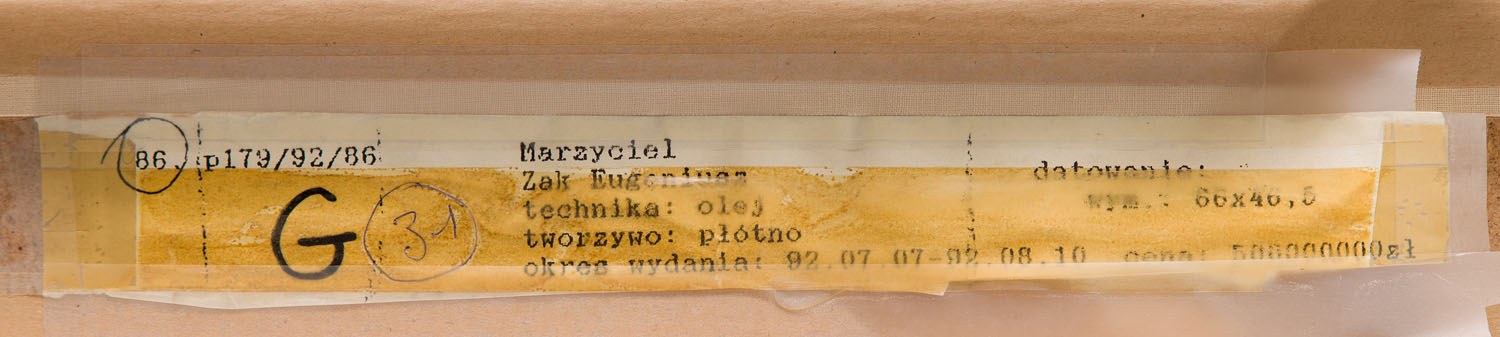 86. p179/92/86 Marzyciel datowanie:
Zak Eugeniusz wym.: 66x46,5
G 31 technika: olej
tworzywo: płótno
okres wydania: 92.07.07-92.08.10 cena: 500000000zł